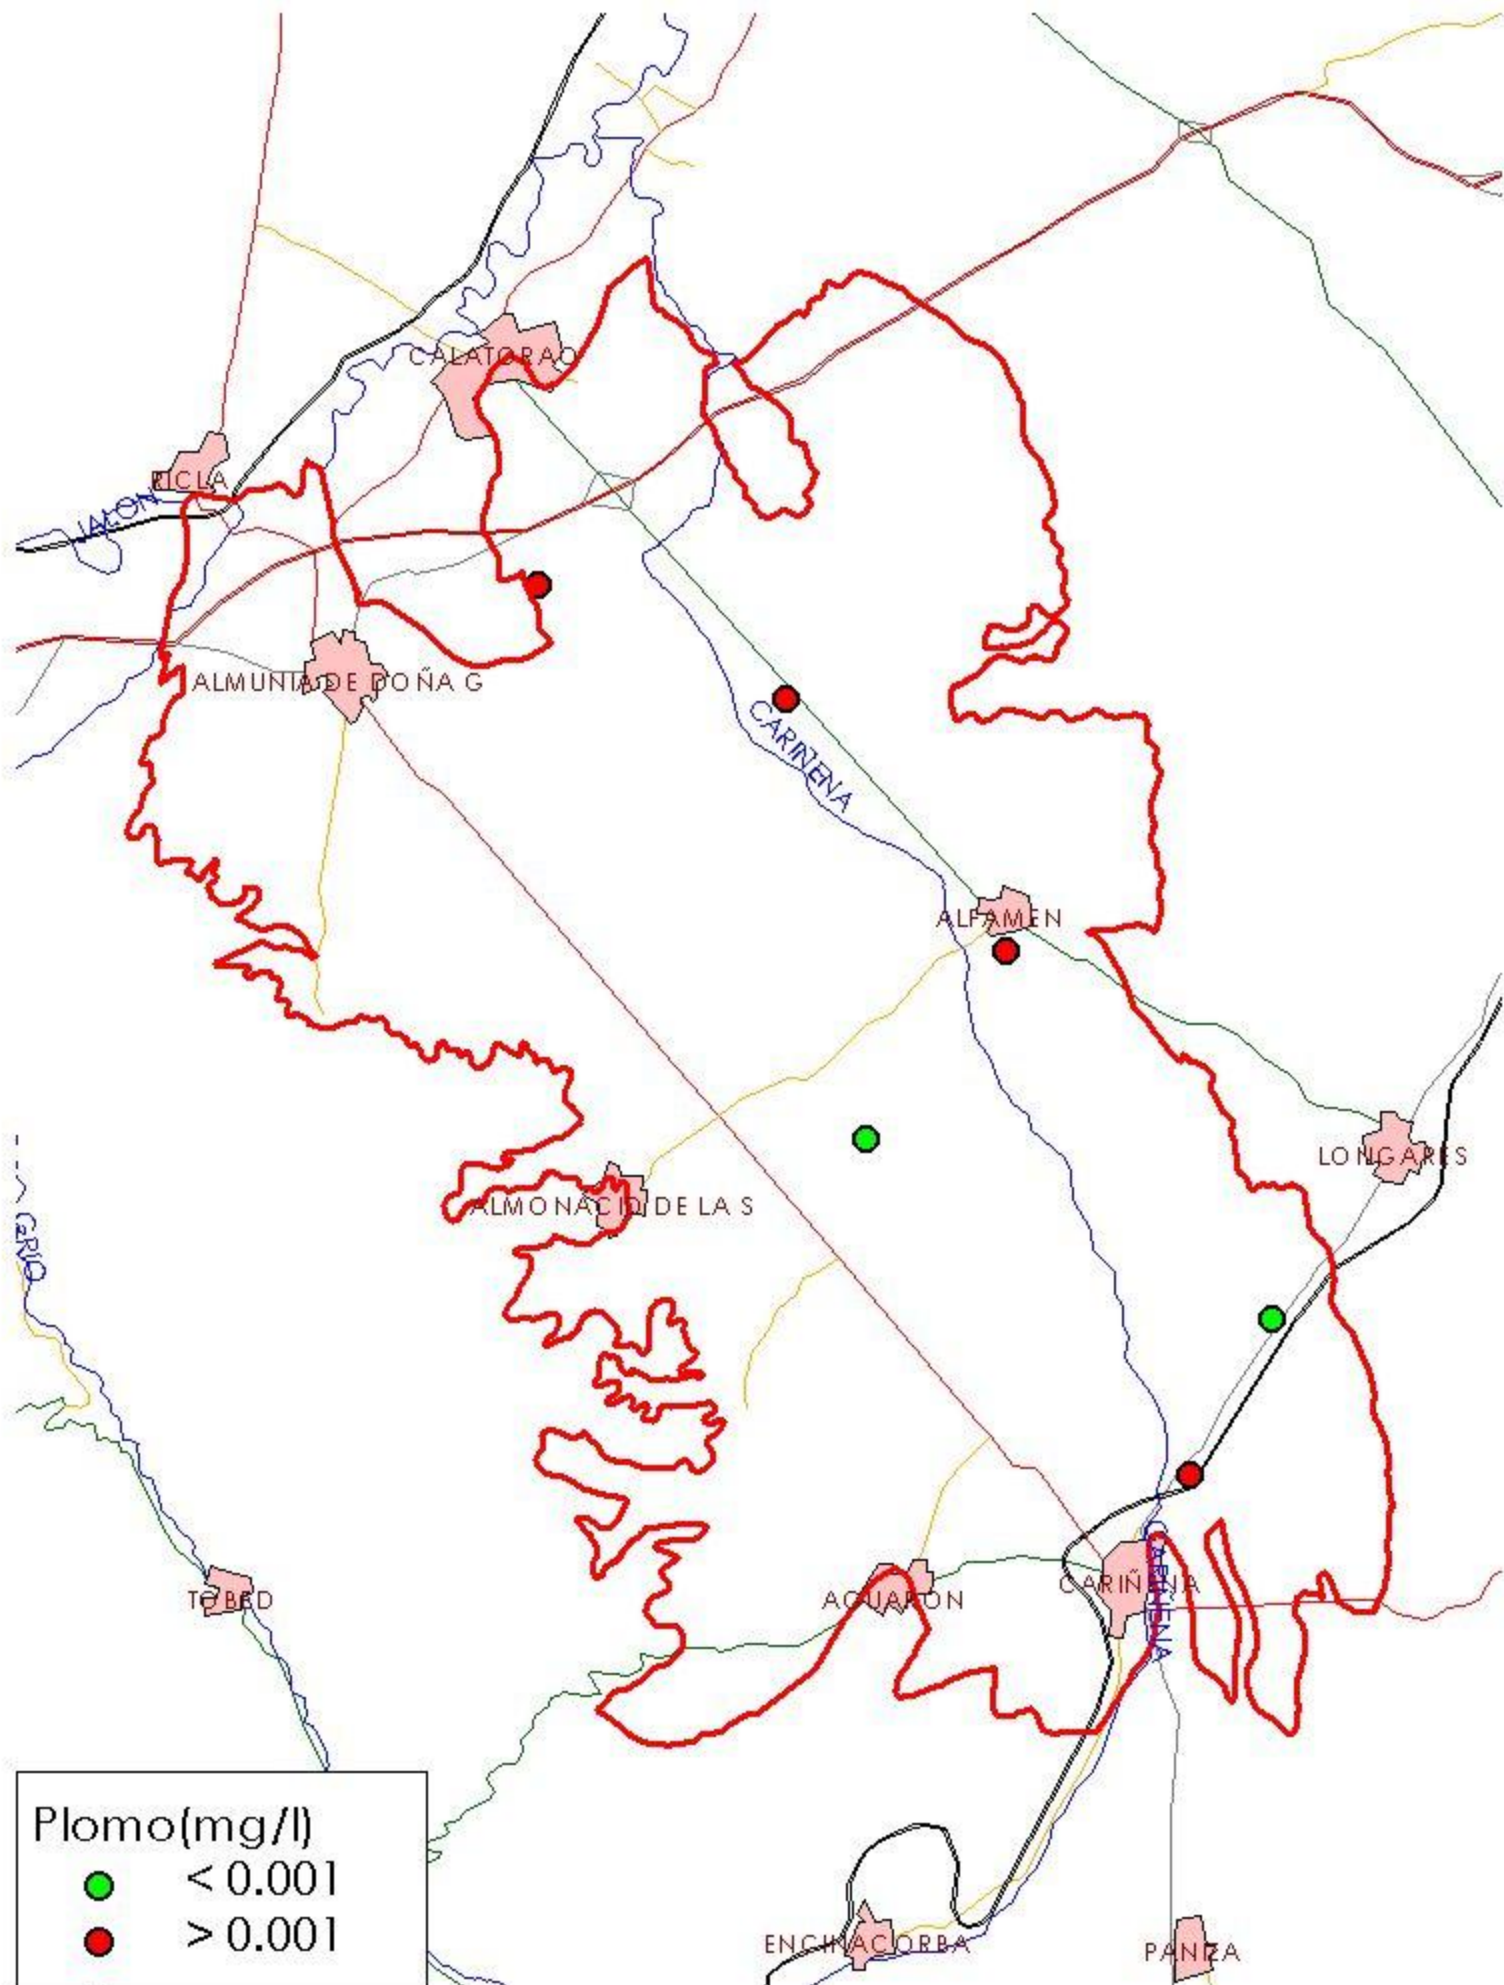 CALATORAO
RICLA
JALON
ALMUNIA DE DOÑA G
CARIÑENA
ALFAMEN
LONGARES
ALMONACID DE LA S
GRIO
TOBED
AGUARON
CARIÑENA
CARIÑENA
Plomo(mg/l)
< 0.001
> 0.001
ENCINACORBA
PANIZA